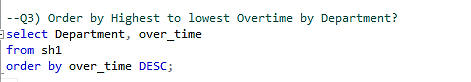 --Q3) Order by Highest to lowest Overtime by Department?
select Department, over_time
from sh1
order by over_time DESC;